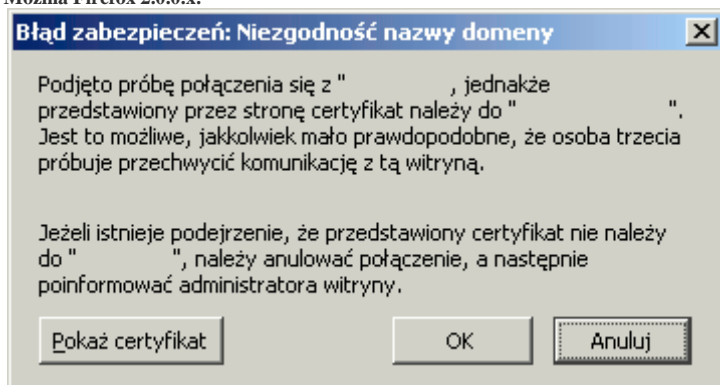 Mozilla Firefox 2.0.0.x:
Błąd zabezpieczeń: Niezgodność nazwy domeny
Podjęto próbę połączenia się z " , jednakże
przedstawiony przez stronę certyfikat należy do " ".
Jest to możliwe, jakkolwiek mało prawdopodobne, że osoba trzecia
próbuje przechwycić komunikację z tą witryną.
Jeżeli istnieje podejrzenie, że przedstawiony certyfikat nie należy
do " ", należy anulować połączenie, a następnie
poinformować administratora witryny.
Pokaż certyfikat
OK
Anuluj